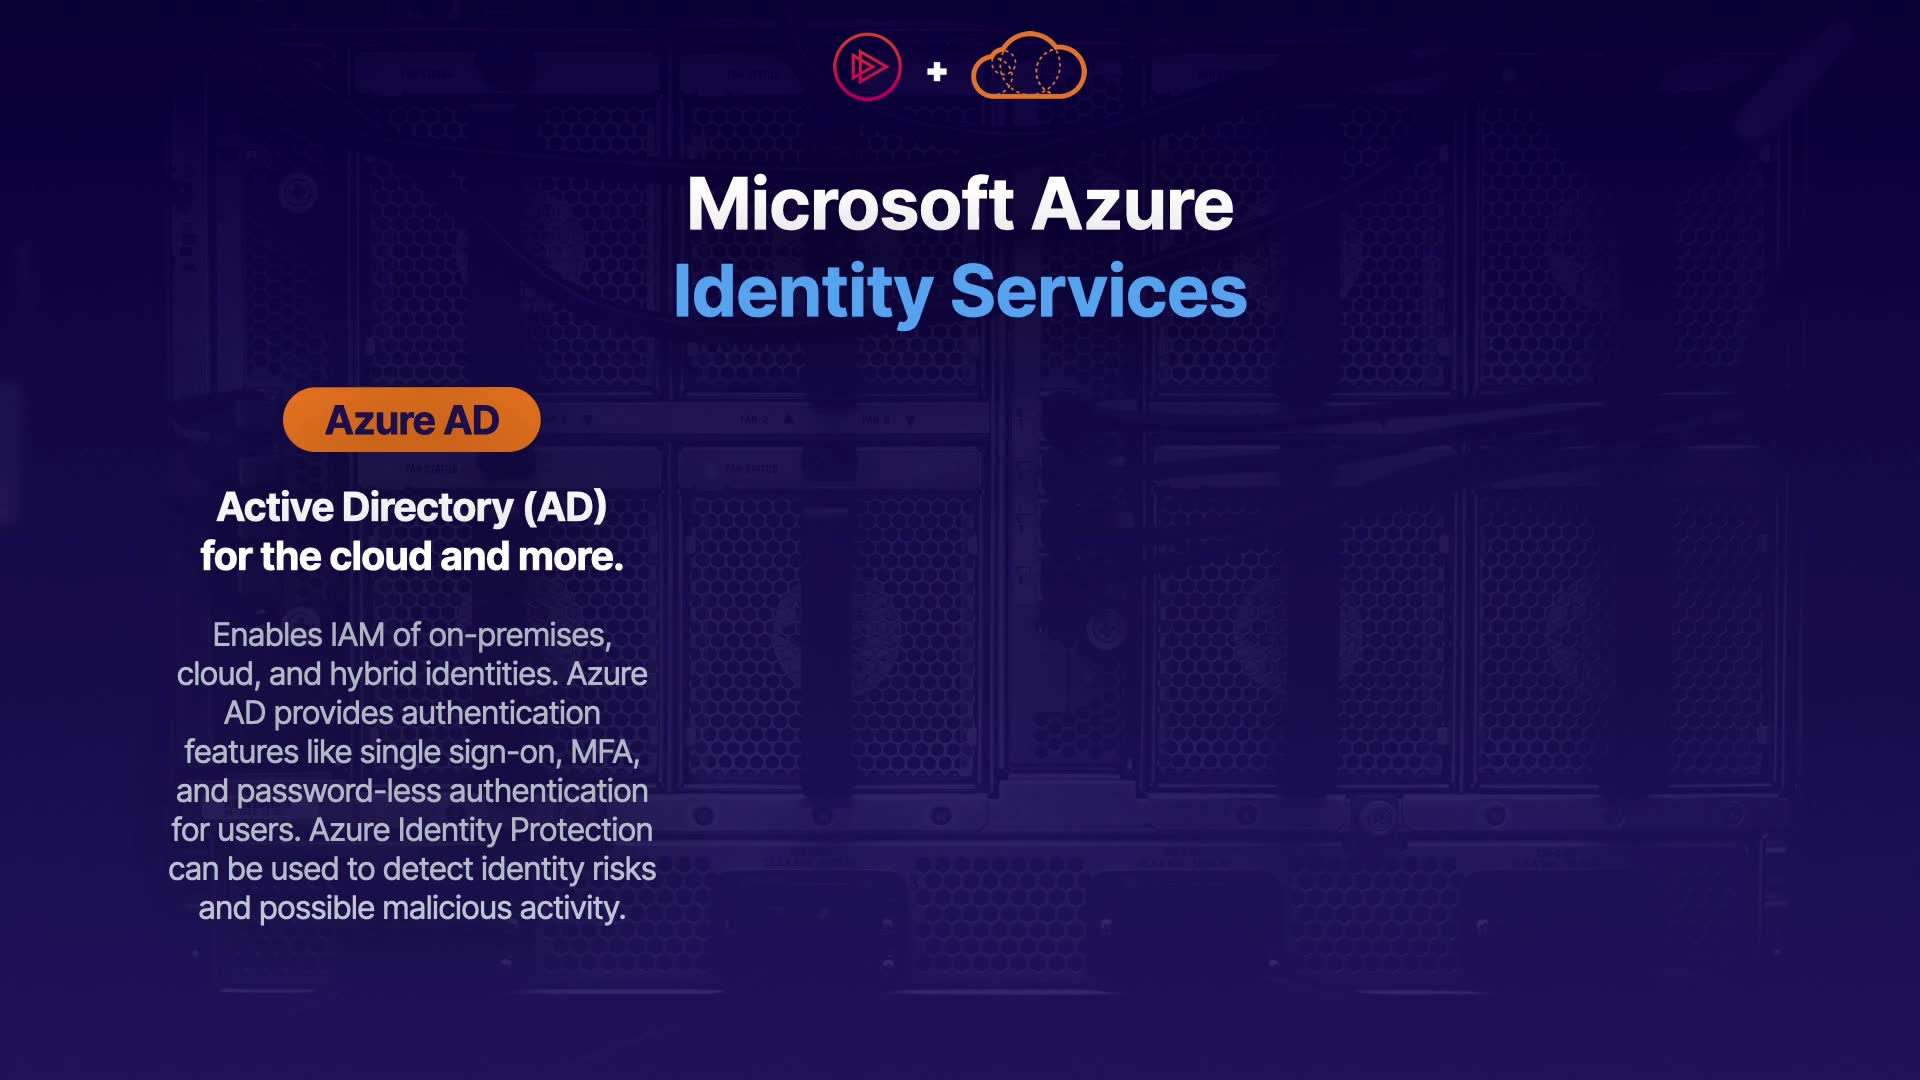 Microsoft Azure
Identity Services
Azure AD
Active Directory (AD)
for the cloud and more.
Enables IAM of on-premises,
cloud, and hybrid identities. Azure
AD provides authentication
features like single sign-on, MFA,
and password-less authentication
for users. Azure Identity Protection
can be used to detect identity risks
and possible malicious activity.